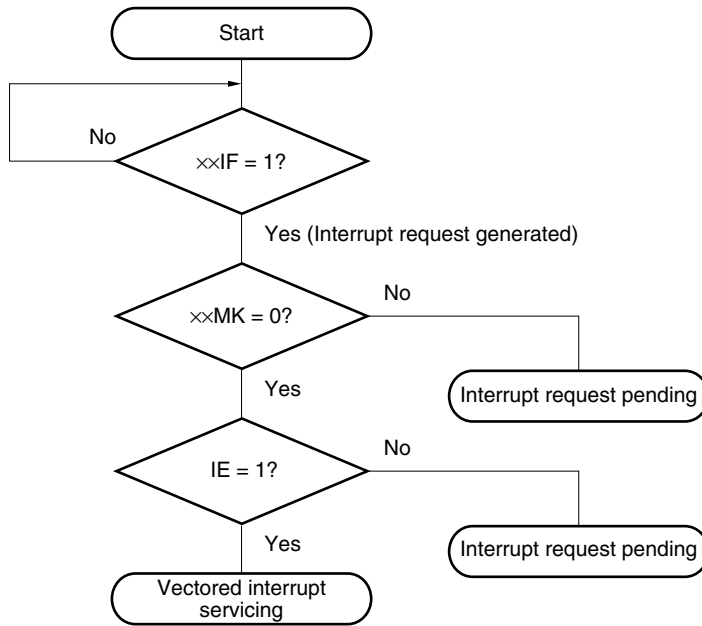 Start
No
××IF = 1?
Yes (Interrupt request generated)
××MK = 0?
No
Interrupt request pending
Yes
IE = 1?
No
Interrupt request pending
Yes
Vectored interrupt
servicing